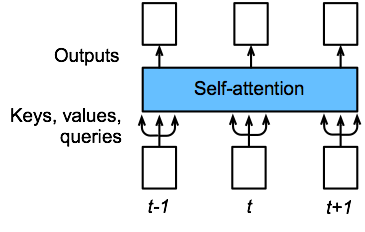 Outputs
Self-attention
Keys, values,
queries
t-1 t t+1